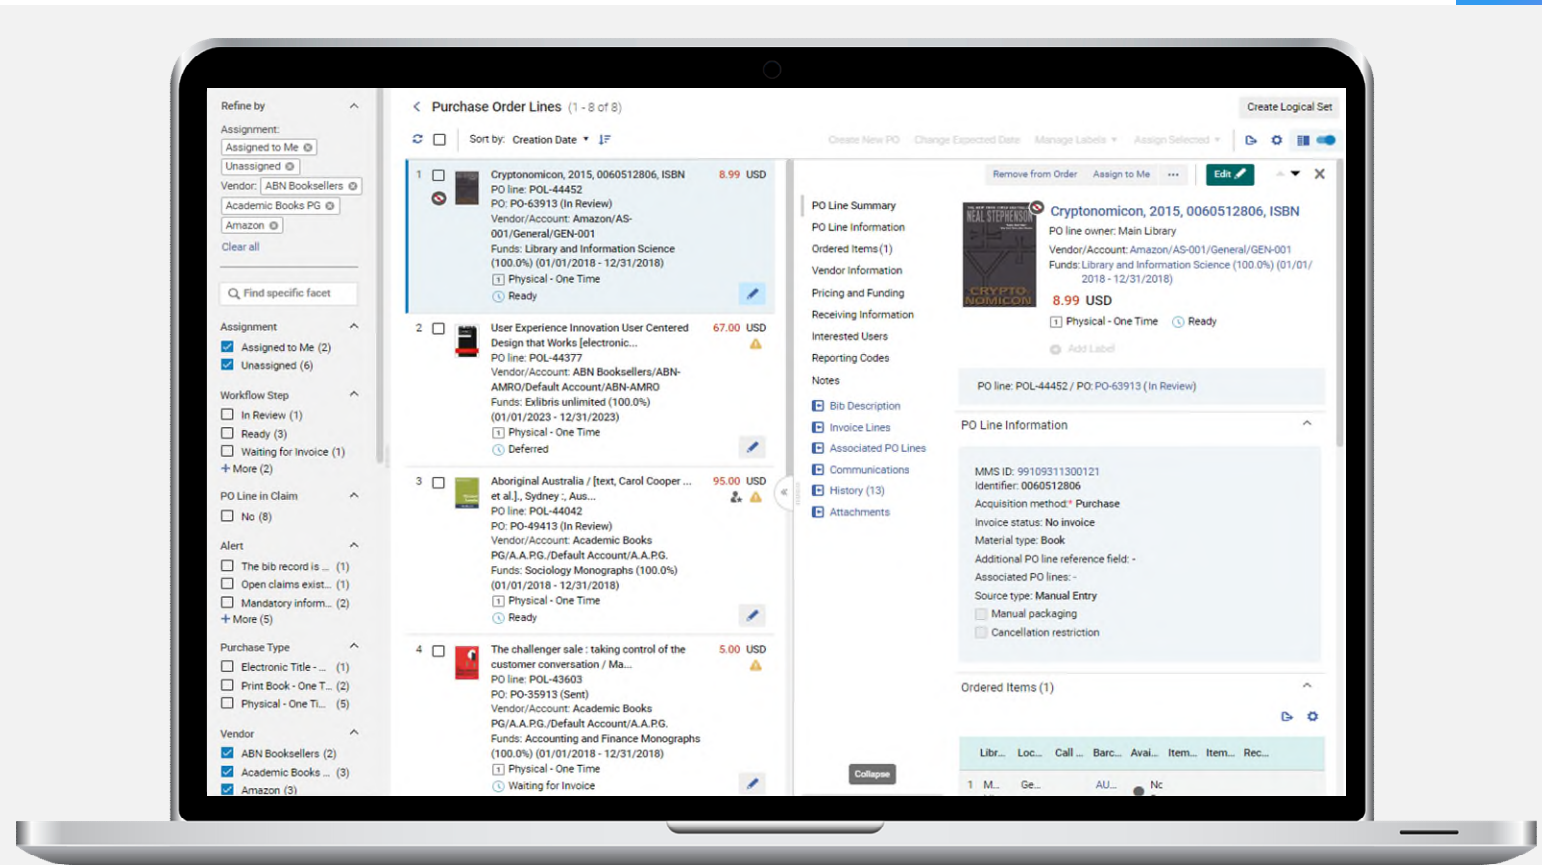 Refine by
Assignment:
Assigned to Me
Unassigned
Vendor: ABN Booksellers
Academic Books PG
Amazon
Clear all
Find specific facet
Assignment
Assigned to Me (2)
Unassigned (6)
Workflow Step
In Review (1)
Ready (3)
Waiting for Invoice (1)
+ More (2)
PO Line in Claim
No (8)
Alert
The bib record is ... (1)
Open claims exist... (1)
Mandatory inform... (2)
+ More (5)
Purchase Type
Electronic Title - ... (1)
Print Book - One T... (2)
Physical - One Ti... (5)
Vendor
ABN Booksellers (2)
Academic Books ... (3)
Amazon (3)
Purchase Order Lines (1 - 8 of 8)
Create Logical Set
Sort by: Creation Date
Create New PO Change Expected Date Manage Labels Assign Selected
1 Cryptonomicon, 2015, 0060512806, ISBN 8.99 USD
PO line: POL-44452
PO: PO-63913 (In Review)
Vendor/Account: Amazon/AS-
001/General/GEN-001
Funds: Library and Information Science
(100.0%) (01/01/2018 - 12/31/2018)
1 Physical - One Time
Ready
2 User Experience Innovation User Centered 67.00 USD
Design that Works [electronic...
PO line: POL-44377
Vendor/Account: ABN Booksellers/ABN-
AMRO/Default Account/ABN-AMRO
Funds: Exlibris unlimited (100.0%)
(01/01/2023 - 12/31/2023)
1 Physical - One Time
Deferred
3 Aboriginal Australia / [text, Carol Cooper ... 95.00 USD
et al.]., Sydney :, Aus...
PO line: POL-44042
PO: PO-49413 (In Review)
Vendor/Account: Academic Books
PG/A.A.P.G./Default Account/A.A.P.G.
Funds: Sociology Monographs (100.0%)
(01/01/2018 - 12/31/2018)
1 Physical - One Time
Ready
4 The challenger sale : taking control of the 5.00 USD
customer conversation / Ma...
PO line: POL-43603
PO: PO-35913 (Sent)
Vendor/Account: Academic Books
PG/A.A.P.G./Default Account/A.A.P.G.
Funds: Accounting and Finance Monographs
(100.0%) (01/01/2018 - 12/31/2018)
1 Physical - One Time
Waiting for Invoice
PO Line Summary
PO Line Information
Ordered Items (1)
Vendor Information
Pricing and Funding
Receiving Information
Interested Users
Reporting Codes
Notes
Bib Description
Invoice Lines
Associated PO Lines
Communications
History (13)
Attachments
Collapse
Remove from Order Assign to Me ... Edit
NEAL STEPHENSON
CRYPTO
NOMICON
Cryptonomicon, 2015, 0060512806, ISBN
PO line owner: Main Library
Vendor/Account: Amazon/AS-001/General/GEN-001
Funds: Library and Information Science (100.0%) (01/01/
2018 - 12/31/2018)
8.99 USD
1 Physical - One Time Ready
Add Label
PO line: POL-44452 / PO: PO-63913 (In Review)
PO Line Information
MMS ID: 99109311300121
Identifier: 0060512806
Acquisition method:* Purchase
Invoice status: No invoice
Material type: Book
Additional PO line reference field: -
Associated PO lines: -
Source type: Manual Entry
Manual packaging
Cancellation restriction
Ordered Items (1)
Libr... Loc... Call ... Barc... Avai... Item... Item... Rec...
1 M... Ge... AU...